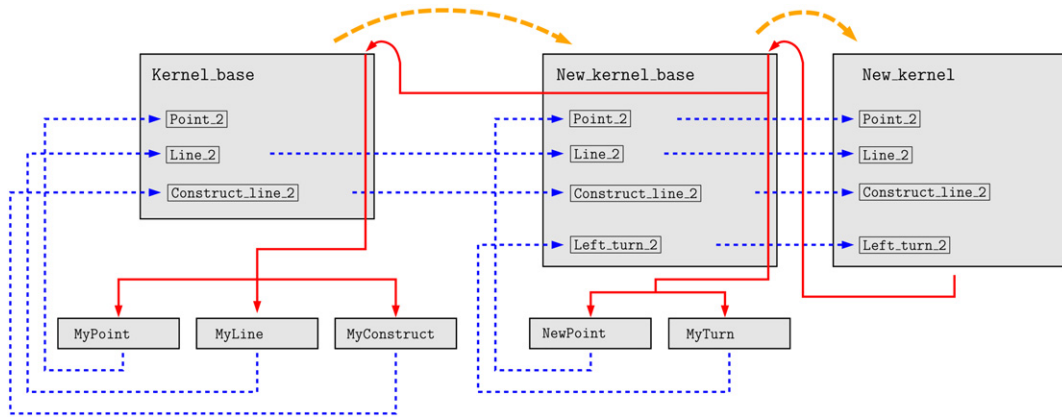 Kernel_base
Point_2
Line_2
Construct_line_2
MyPoint
MyLine
MyConstruct
New_kernel_base
Point_2
Line_2
Construct_line_2
Left_turn_2
NewPoint
MyTurn
New_kernel
Point_2
Line_2
Construct_line_2
Left_turn_2